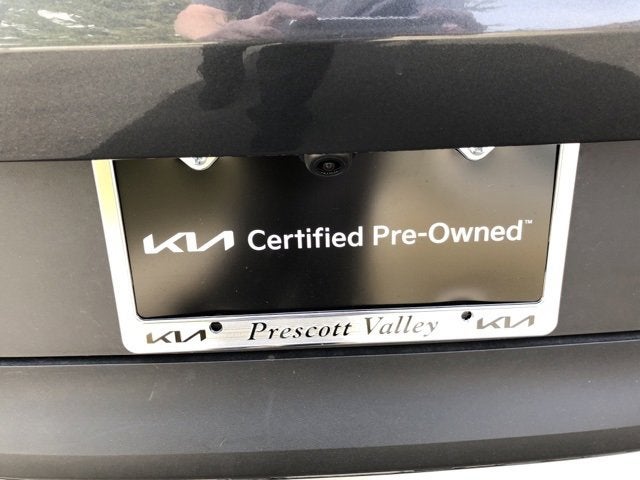 KIA Certified Pre-Owned™
KIA Prescott Valley KIA